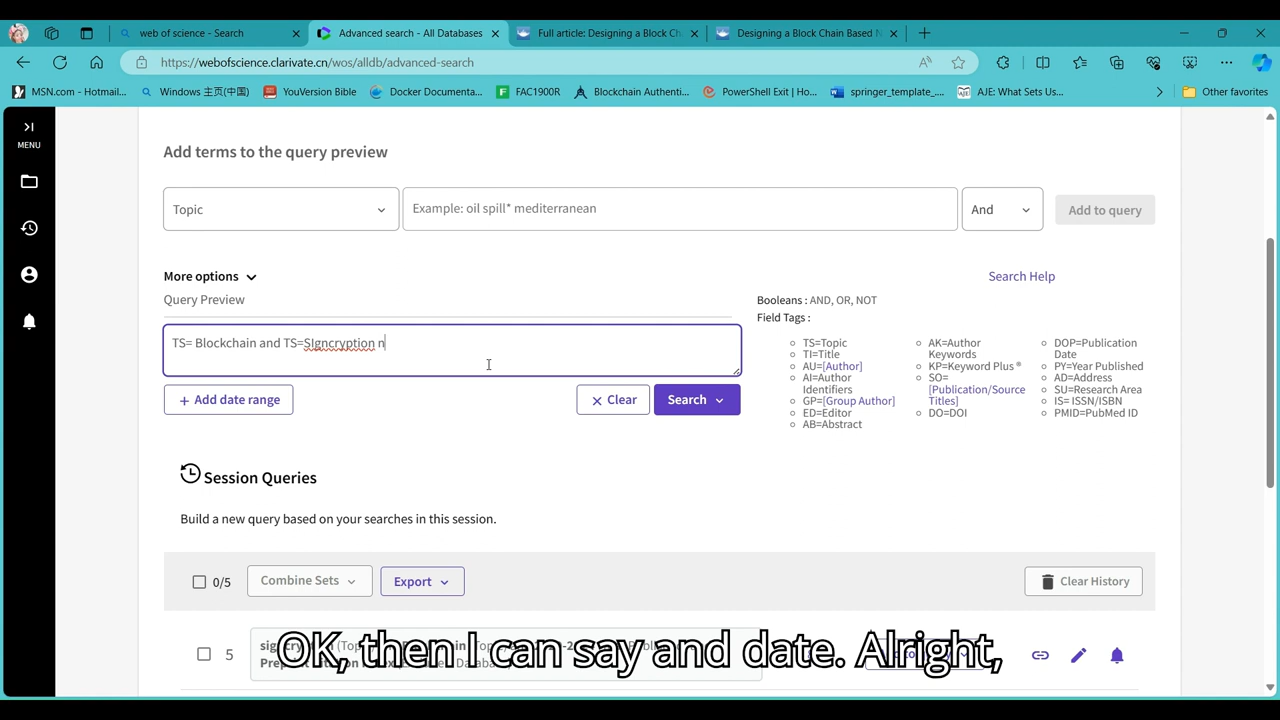 web of science - Search
Advanced search - All Databases
Full article: Designing a Block Ch
Designing a Block Chain Based N
https://webofscience.clarivate.cn/wos/alldb/advanced-search
MSN.com - Hotmail...
Windows 主页(中国)
YouVersion Bible
Docker Documenta...
FAC1900R
Blockchain Authenti...
PowerShell Exit | Ho...
springer_template_....
AJE: What Sets Us...
Other favorites
MENU
Add terms to the query preview
Topic
Example: oil spill* mediterranean
And
Add to query
More options
Search Help
Query Preview
Booleans : AND, OR, NOT
Field Tags :
TS= Blockchain and TS=SIgncryption n
TS=Topic
TI=Title
AU=[Author]
AI=Author
Identifiers
GP=[Group Author]
ED=Editor
AB=Abstract
AK=Author
Keywords
KP=Keyword Plus ®
SO=
[Publication/Source
Titles]
DO=DOI
DOP=Publication
Date
PY=Year Published
AD=Address
SU=Research Area
IS= ISSN/ISBN
PMID=PubMed ID
+ Add date range
Clear
Search
Session Queries
Build a new query based on your searches in this session.
0/5
Combine Sets
Export
Clear History
5
OK, then I can say and date. Alright,